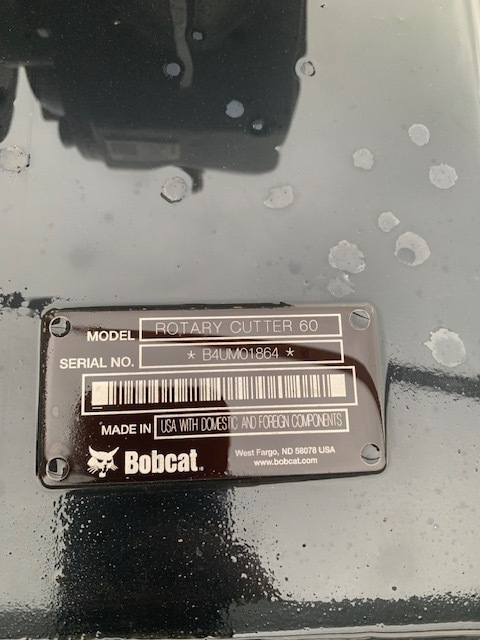 MODEL ROTARY CUTTER 60
SERIAL NO. * B4UM01864 *
MADE IN USA WITH DOMESTIC AND FOREIGN COMPONENTS
Bobcat. West Fargo, ND 58078 USA
www.bobcat.com